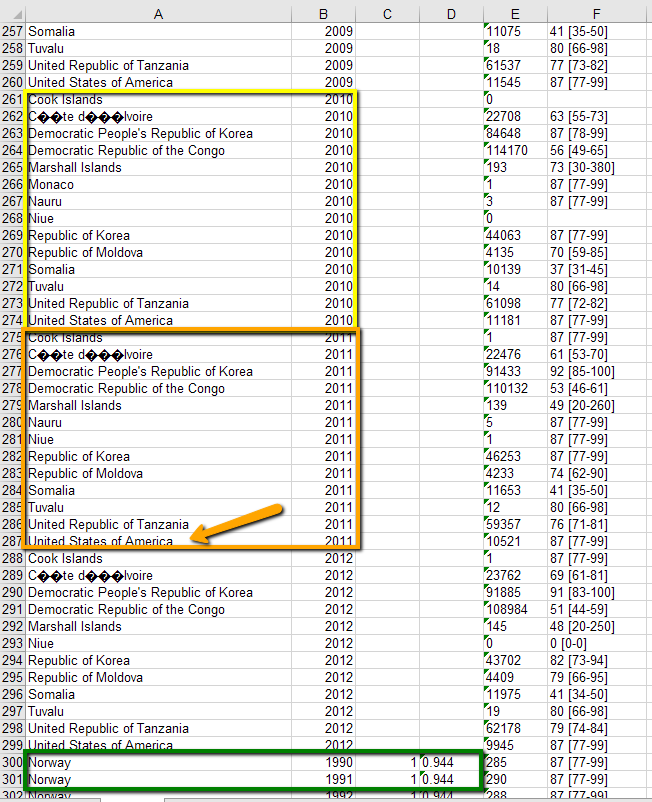 A B C D E F
257 Somalia 2009 11075 41 [35-50]
258 Tuvalu 2009 18 80 [66-98]
259 United Republic of Tanzania 2009 61537 77 [73-82]
260 United States of America 2009 11545 87 [77-99]
261 Cook Islands 2010 0
262 C��te d���Ivoire 2010 22708 63 [55-73]
263 Democratic People's Republic of Korea 2010 84648 87 [78-99]
264 Democratic Republic of the Congo 2010 114170 56 [49-65]
265 Marshall Islands 2010 193 73 [30-380]
266 Monaco 2010 1 87 [77-99]
267 Nauru 2010 3 87 [77-99]
268 Niue 2010 0
269 Republic of Korea 2010 44063 87 [77-99]
270 Republic of Moldova 2010 4135 70 [59-85]
271 Somalia 2010 10139 37 [31-45]
272 Tuvalu 2010 14 80 [66-98]
273 United Republic of Tanzania 2010 61098 77 [72-82]
274 United States of America 2010 11181 87 [77-99]
275 Cook Islands 2011 1 87 [77-99]
276 C��te d���Ivoire 2011 22476 61 [53-70]
277 Democratic People's Republic of Korea 2011 91433 92 [85-100]
278 Democratic Republic of the Congo 2011 110132 53 [46-61]
279 Marshall Islands 2011 139 49 [20-260]
280 Nauru 2011 5 87 [77-99]
281 Niue 2011 1 87 [77-99]
282 Republic of Korea 2011 46253 87 [77-99]
283 Republic of Moldova 2011 4233 74 [62-90]
284 Somalia 2011 11653 41 [35-50]
285 Tuvalu 2011 12 80 [66-98]
286 United Republic of Tanzania 2011 59357 76 [71-81]
287 United States of America 2011 10521 87 [77-99]
288 Cook Islands 2012 1 87 [77-99]
289 C��te d���Ivoire 2012 23762 69 [61-81]
290 Democratic People's Republic of Korea 2012 91885 91 [83-100]
291 Democratic Republic of the Congo 2012 108984 51 [44-59]
292 Marshall Islands 2012 145 48 [20-250]
293 Niue 2012 0 0 [0-0]
294 Republic of Korea 2012 43702 82 [73-94]
295 Republic of Moldova 2012 4409 79 [66-95]
296 Somalia 2012 11975 41 [34-50]
297 Tuvalu 2012 19 80 [66-98]
298 United Republic of Tanzania 2012 62178 79 [74-84]
299 United States of America 2012 9945 87 [77-99]
300 Norway 1990 1 0.944 285 87 [77-99]
301 Norway 1991 1 0.944 290 87 [77-99]
302 Norway 1992 1 0.944 288 87 [77-99]